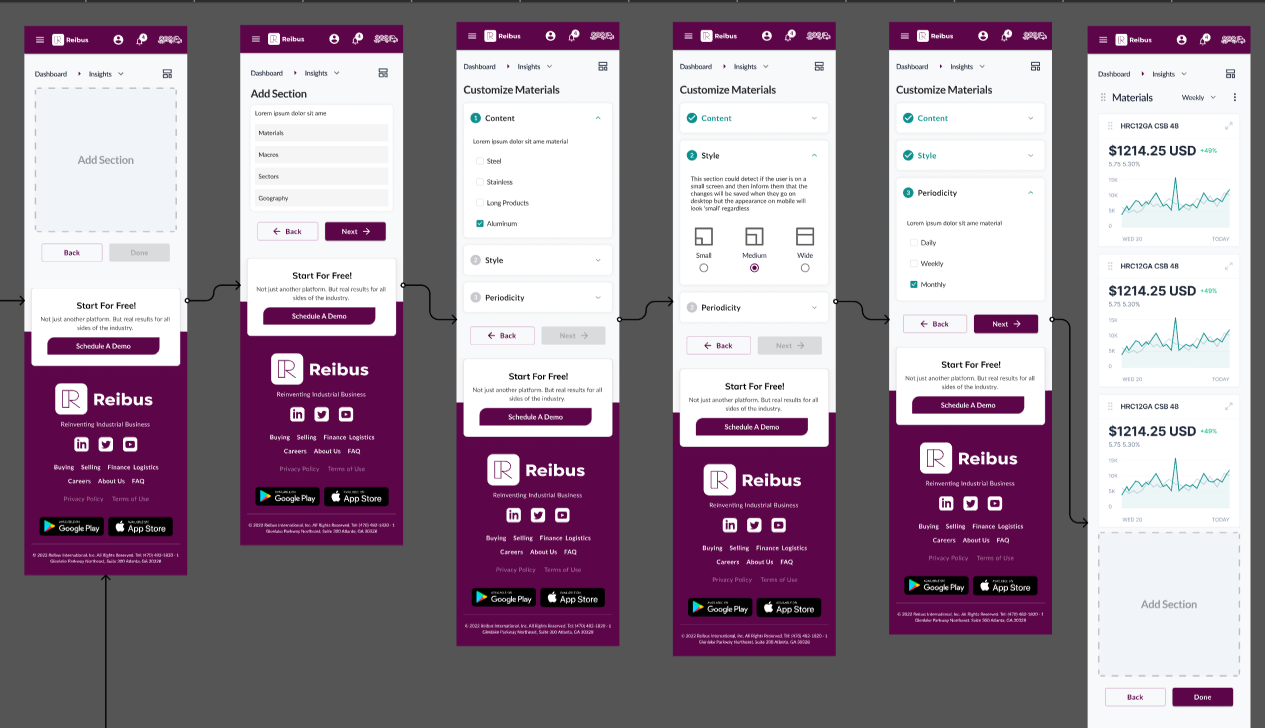 Reibus
Dashboard
Insights
Add Section
Back
Done
Start For Free!
Not just another platform. But real results for all
sides of the industry.
Schedule A Demo
Reibus
Reinventing Industrial Business
Buying Selling Finance Logistics
Careers About Us FAQ
Privacy Policy Terms of Use
Google Play
App Store
© 2022 Reibus International, Inc. All Rights Reserved. Tel: (470) 482-1820 · 1
Glenlake Parkway Northeast, Suite 300 Atlanta, GA 30328
Reibus
Dashboard
Insights
Add Section
Lorem ipsum dolor sit ame
Materials
Macros
Sectors
Geography
Back
Next
Start For Free!
Not just another platform. But real results for all
sides of the industry.
Schedule A Demo
Reibus
Reinventing Industrial Business
Buying Selling Finance Logistics
Careers About Us FAQ
Privacy Policy Terms of Use
Google Play
App Store
© 2022 Reibus International, Inc. All Rights Reserved. Tel: (470) 482-1820 · 1
Glenlake Parkway Northeast, Suite 300 Atlanta, GA 30328
Reibus
Dashboard
Insights
Customize Materials
1 Content
Lorem ipsum dolor sit ame material
Steel
Stainless
Long Products
Aluminum
2 Style
3 Periodicity
Back
Next
Start For Free!
Not just another platform. But real results for all
sides of the industry.
Schedule A Demo
Reibus
Reinventing Industrial Business
Buying Selling Finance Logistics
Careers About Us FAQ
Privacy Policy Terms of Use
Google Play
App Store
© 2022 Reibus International, Inc. All Rights Reserved. Tel: (470) 482-1820 · 1
Glenlake Parkway Northeast, Suite 300 Atlanta, GA 30328
Reibus
Dashboard
Insights
Customize Materials
Content
2 Style
This section could detect if the user is on a
small screen and then inform them that the
changes will be saved when they go on
desktop but the appearance on mobile will
look 'small' regardless
Small
Medium
Wide
3 Periodicity
Back
Next
Start For Free!
Not just another platform. But real results for all
sides of the industry.
Schedule A Demo
Reibus
Reinventing Industrial Business
Buying Selling Finance Logistics
Careers About Us FAQ
Privacy Policy Terms of Use
Google Play
App Store
© 2022 Reibus International, Inc. All Rights Reserved. Tel: (470) 482-1820 · 1
Glenlake Parkway Northeast, Suite 300 Atlanta, GA 30328
Reibus
Dashboard
Insights
Customize Materials
Content
Style
3 Periodicity
Lorem ipsum dolor sit ame material
Daily
Weekly
Monthly
Back
Next
Start For Free!
Not just another platform. But real results for all
sides of the industry.
Schedule A Demo
Reibus
Reinventing Industrial Business
Buying Selling Finance Logistics
Careers About Us FAQ
Privacy Policy Terms of Use
Google Play
App Store
© 2022 Reibus International, Inc. All Rights Reserved. Tel: (470) 482-1820 · 1
Glenlake Parkway Northeast, Suite 300 Atlanta, GA 30328
Reibus
Dashboard
Insights
Materials
Weekly
HRC12GA CSB 48
$1214.25 USD +49%
5.75 5.30%
15K
10K
5K
0
WED 20
TODAY
HRC12GA CSB 48
$1214.25 USD +49%
5.75 5.30%
15K
10K
5K
0
WED 20
TODAY
HRC12GA CSB 48
$1214.25 USD +49%
5.75 5.30%
15K
10K
5K
0
WED 20
TODAY
Add Section
Back
Done